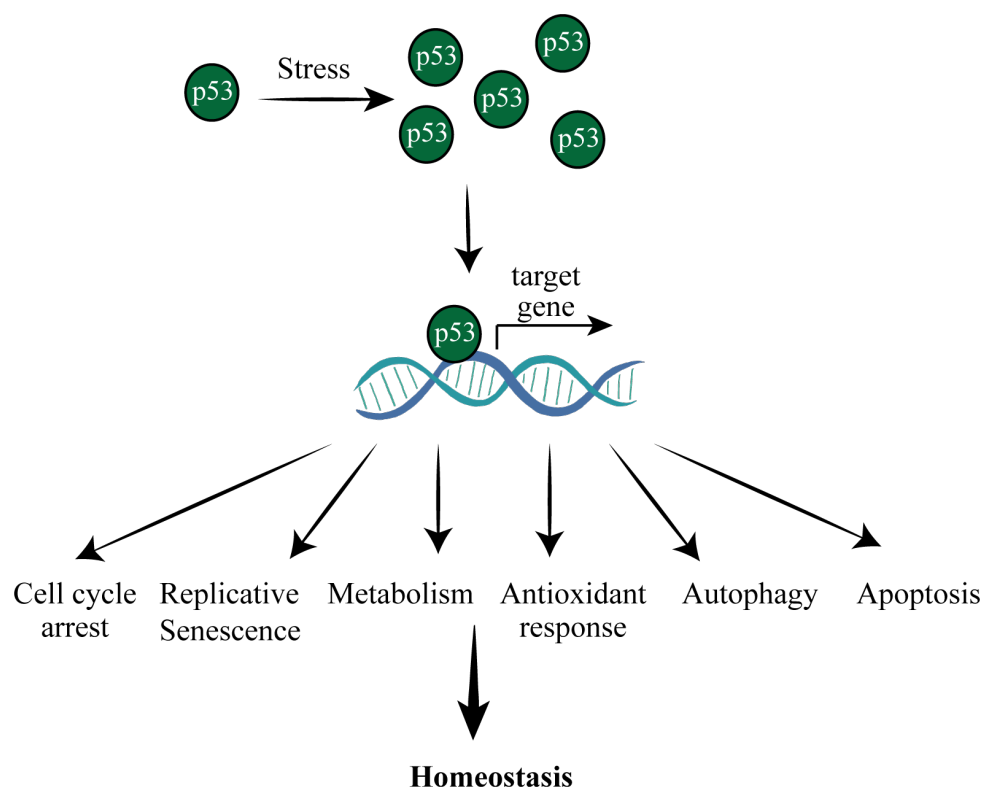 p53
Stress
p53
p53
p53
p53
p53
target
gene
p53
Cell cycle
arrest
Replicative
Senescence
Metabolism
Antioxidant
response
Autophagy
Apoptosis
Homeostasis